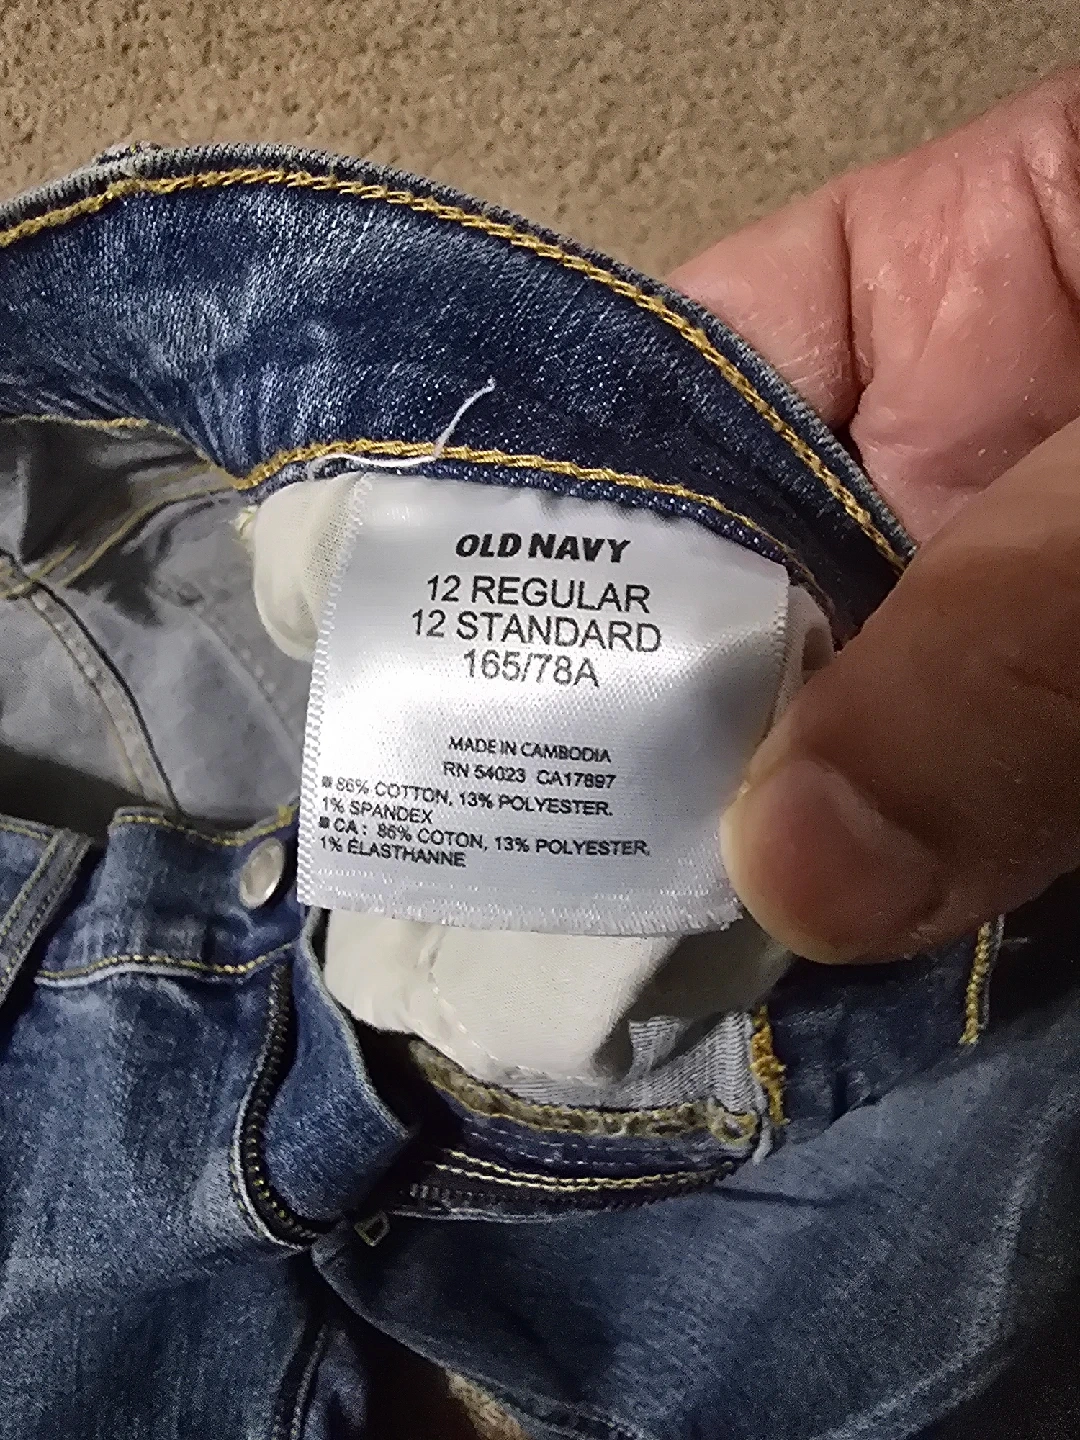 OLD NAVY
12 REGULAR
12 STANDARD
165/78A
MADE IN CAMBODIA
RN 54023 CA17897
■ 86% COTTON, 13% POLYESTER.
1% SPANDEX
■ CA : 86% COTON, 13% POLYESTER,
1% ÉLASTHANNE